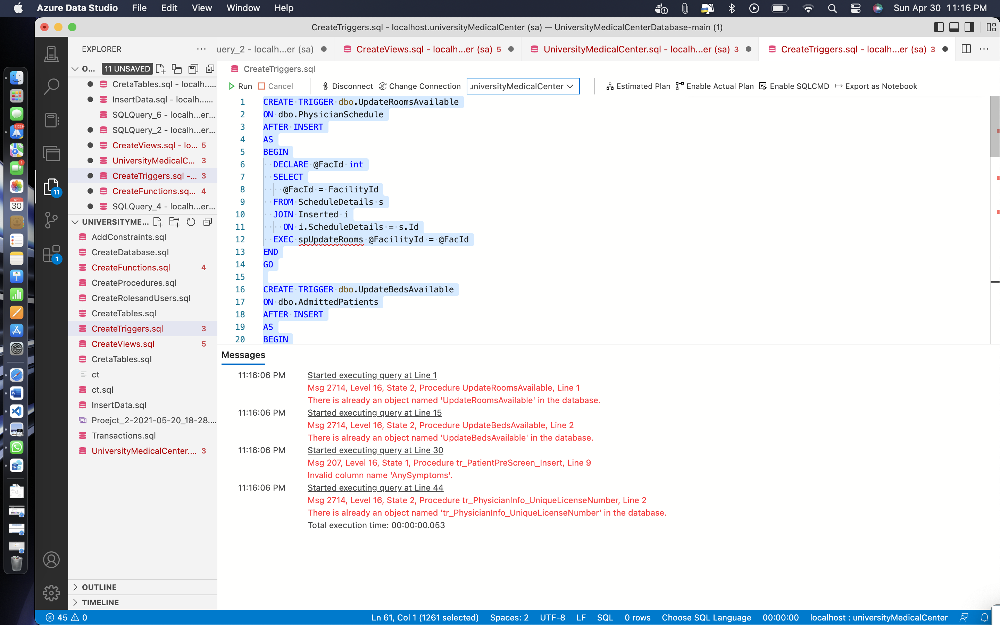 Azure Data Studio File Edit View Window Help Sun Apr 30 11:16 PM
CreateTriggers.sql - localhost.universityMedicalCenter (sa) — UniversityMedicalCenterDatabase-main (1)
EXPLORER
uery_2 - localh...er (sa) CreateViews.sql - localh...er (sa) 5 UniversityMedicalCenter.sql - localh...er (sa) 3 CreateTriggers.sql - localh...er (sa) 3
O... 11 UNSAVED
CretaTables.sql - localh.....
InsertData.sql - localh......
SQLQuery_6 - localh...er...
SQLQuery_2 - localh...er...
CreateViews.sql - lo... 5
UniversityMedicalC... 3
CreateTriggers.sql -... 3
CreateFunctions.sq... 4
SQLQuery_4 - localh...er...
UNIVERSITYME...
AddConstraints.sql
CreateDatabase.sql
CreateFunctions.sql 4
CreateProcedures.sql
CreateRolesandUsers.sql
CreateTables.sql
CreateTriggers.sql 3
CreateViews.sql 5
CretaTables.sql
ct
ct.sql
InsertData.sql
Proejct_2-2021-05-20_18-28....
Transactions.sql
UniversityMedicalCenter.... 3
OUTLINE
TIMELINE
21229
1
APR
30
11
1
CreateTriggers.sql
Run Cancel Disconnect Change Connection universityMedicalCenter Estimated Plan Enable Actual Plan Enable SQLCMD Export as Notebook
1 CREATE TRIGGER dbo.UpdateRoomsAvailable
2 ON dbo.PhysicianSchedule
3 AFTER INSERT
4 AS
5 BEGIN
6 DECLARE @FacId int
7 SELECT
8 @FacId = FacilityId
9 FROM ScheduleDetails s
10 JOIN Inserted i
11 ON i.ScheduleDetails = s.Id
12 EXEC spUpdateRooms @FacilityId = @FacId
13 END
14 GO
15
16 CREATE TRIGGER dbo.UpdateBedsAvailable
17 ON dbo.AdmittedPatients
18 AFTER INSERT
19 AS
20 BEGIN
Messages
11:16:06 PM Started executing query at Line 1
Msg 2714, Level 16, State 2, Procedure UpdateRoomsAvailable, Line 1
There is already an object named 'UpdateRoomsAvailable' in the database.
11:16:06 PM Started executing query at Line 15
Msg 2714, Level 16, State 2, Procedure UpdateBedsAvailable, Line 2
There is already an object named 'UpdateBedsAvailable' in the database.
11:16:06 PM Started executing query at Line 30
Msg 207, Level 16, State 1, Procedure tr_PatientPreScreen_Insert, Line 9
Invalid column name 'AnySymptoms'.
11:16:06 PM Started executing query at Line 44
Msg 2714, Level 16, State 2, Procedure tr_PhysicianInfo_UniqueLicenseNumber, Line 2
There is already an object named 'tr_PhysicianInfo_UniqueLicenseNumber' in the database.
Total execution time: 00:00:00.053
45 0 Ln 61, Col 1 (1261 selected) Spaces: 2 UTF-8 LF SQL 0 rows Choose SQL Language 00:00:00 localhost : universityMedicalCenter